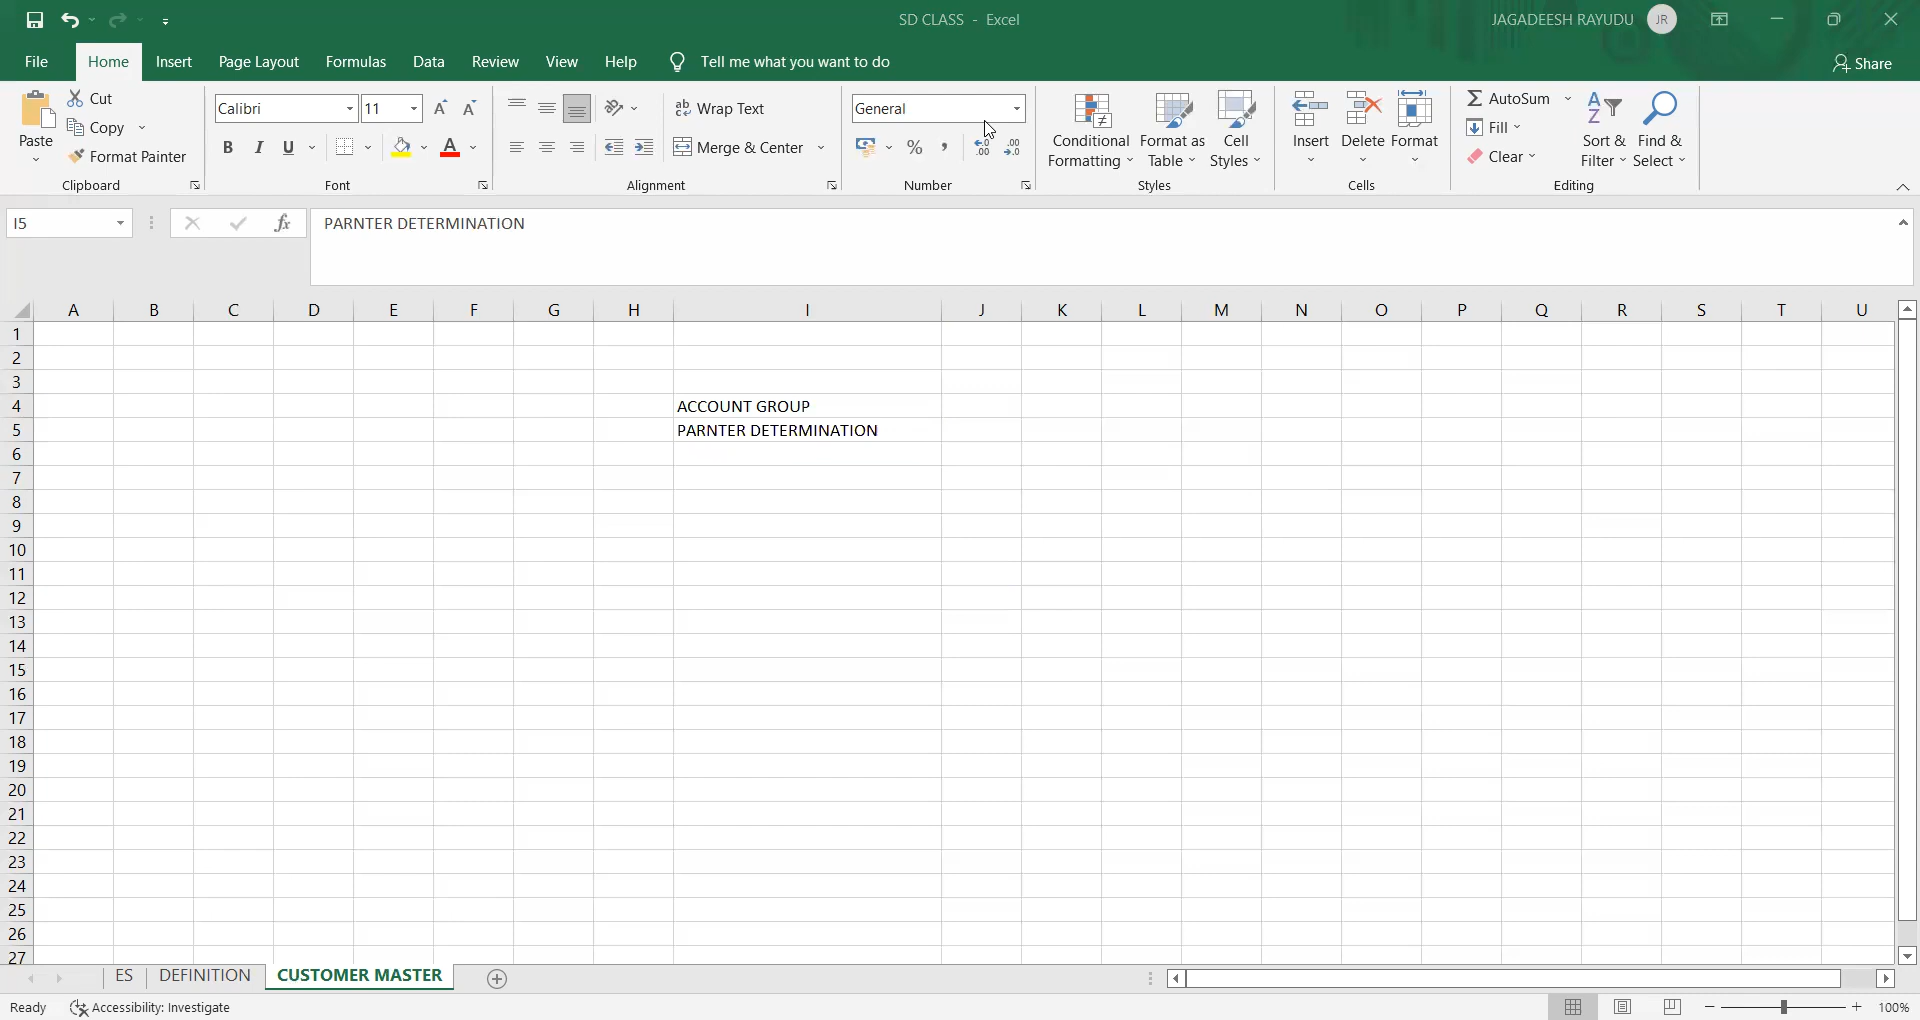 SD CLASS - Excel
JAGADEESH RAYUDU JR
File Home Insert Page Layout Formulas Data Review View Help Tell me what you want to do Share
Paste
Cut
Copy
Format Painter
Clipboard
Calibri 11
B I U A
Font
Wrap Text
Merge & Center
Alignment
General
% , .00 .00
Number
Conditional Formatting
Format as Table
Cell Styles
Styles
Insert Delete Format
Cells
AutoSum
Fill
Clear
Sort & Filter
Find & Select
Editing
I5 fx PARNTER DETERMINATION
A B C D E F G H I J K L M N O P Q R S T U
1
2
3
4 ACCOUNT GROUP
5 PARNTER DETERMINATION
6
7
8
9
10
11
12
13
14
15
16
17
18
19
20
21
22
23
24
25
26
27
ES DEFINITION CUSTOMER MASTER
Ready Accessibility: Investigate 100%